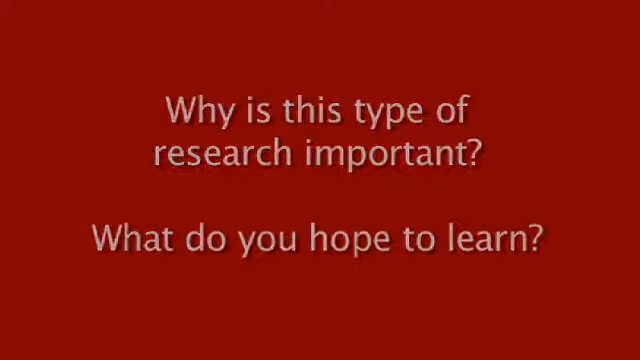 Why is this type of
research important?
What do you hope to learn?